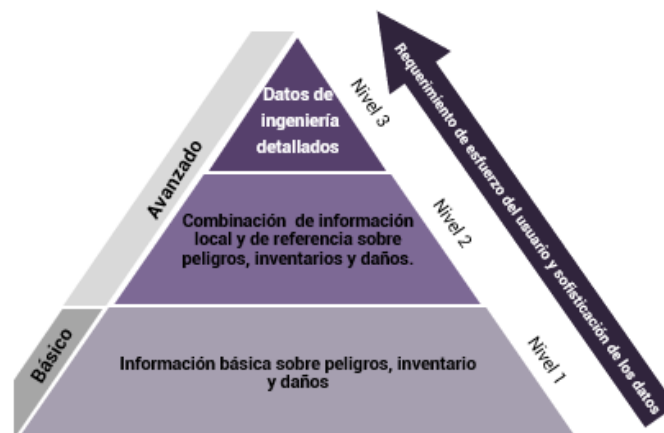 Datos de
ingeniería
detallados
Nivel 3
Combinación de información
local y de referencia sobre
peligros, inventarios y daños.
Nivel 2
Información básica sobre peligros, inventario
y daños
Nivel 1
Avanzado
Básico
Requerimiento de esfuerzo del usuario y sofisticación de los datos